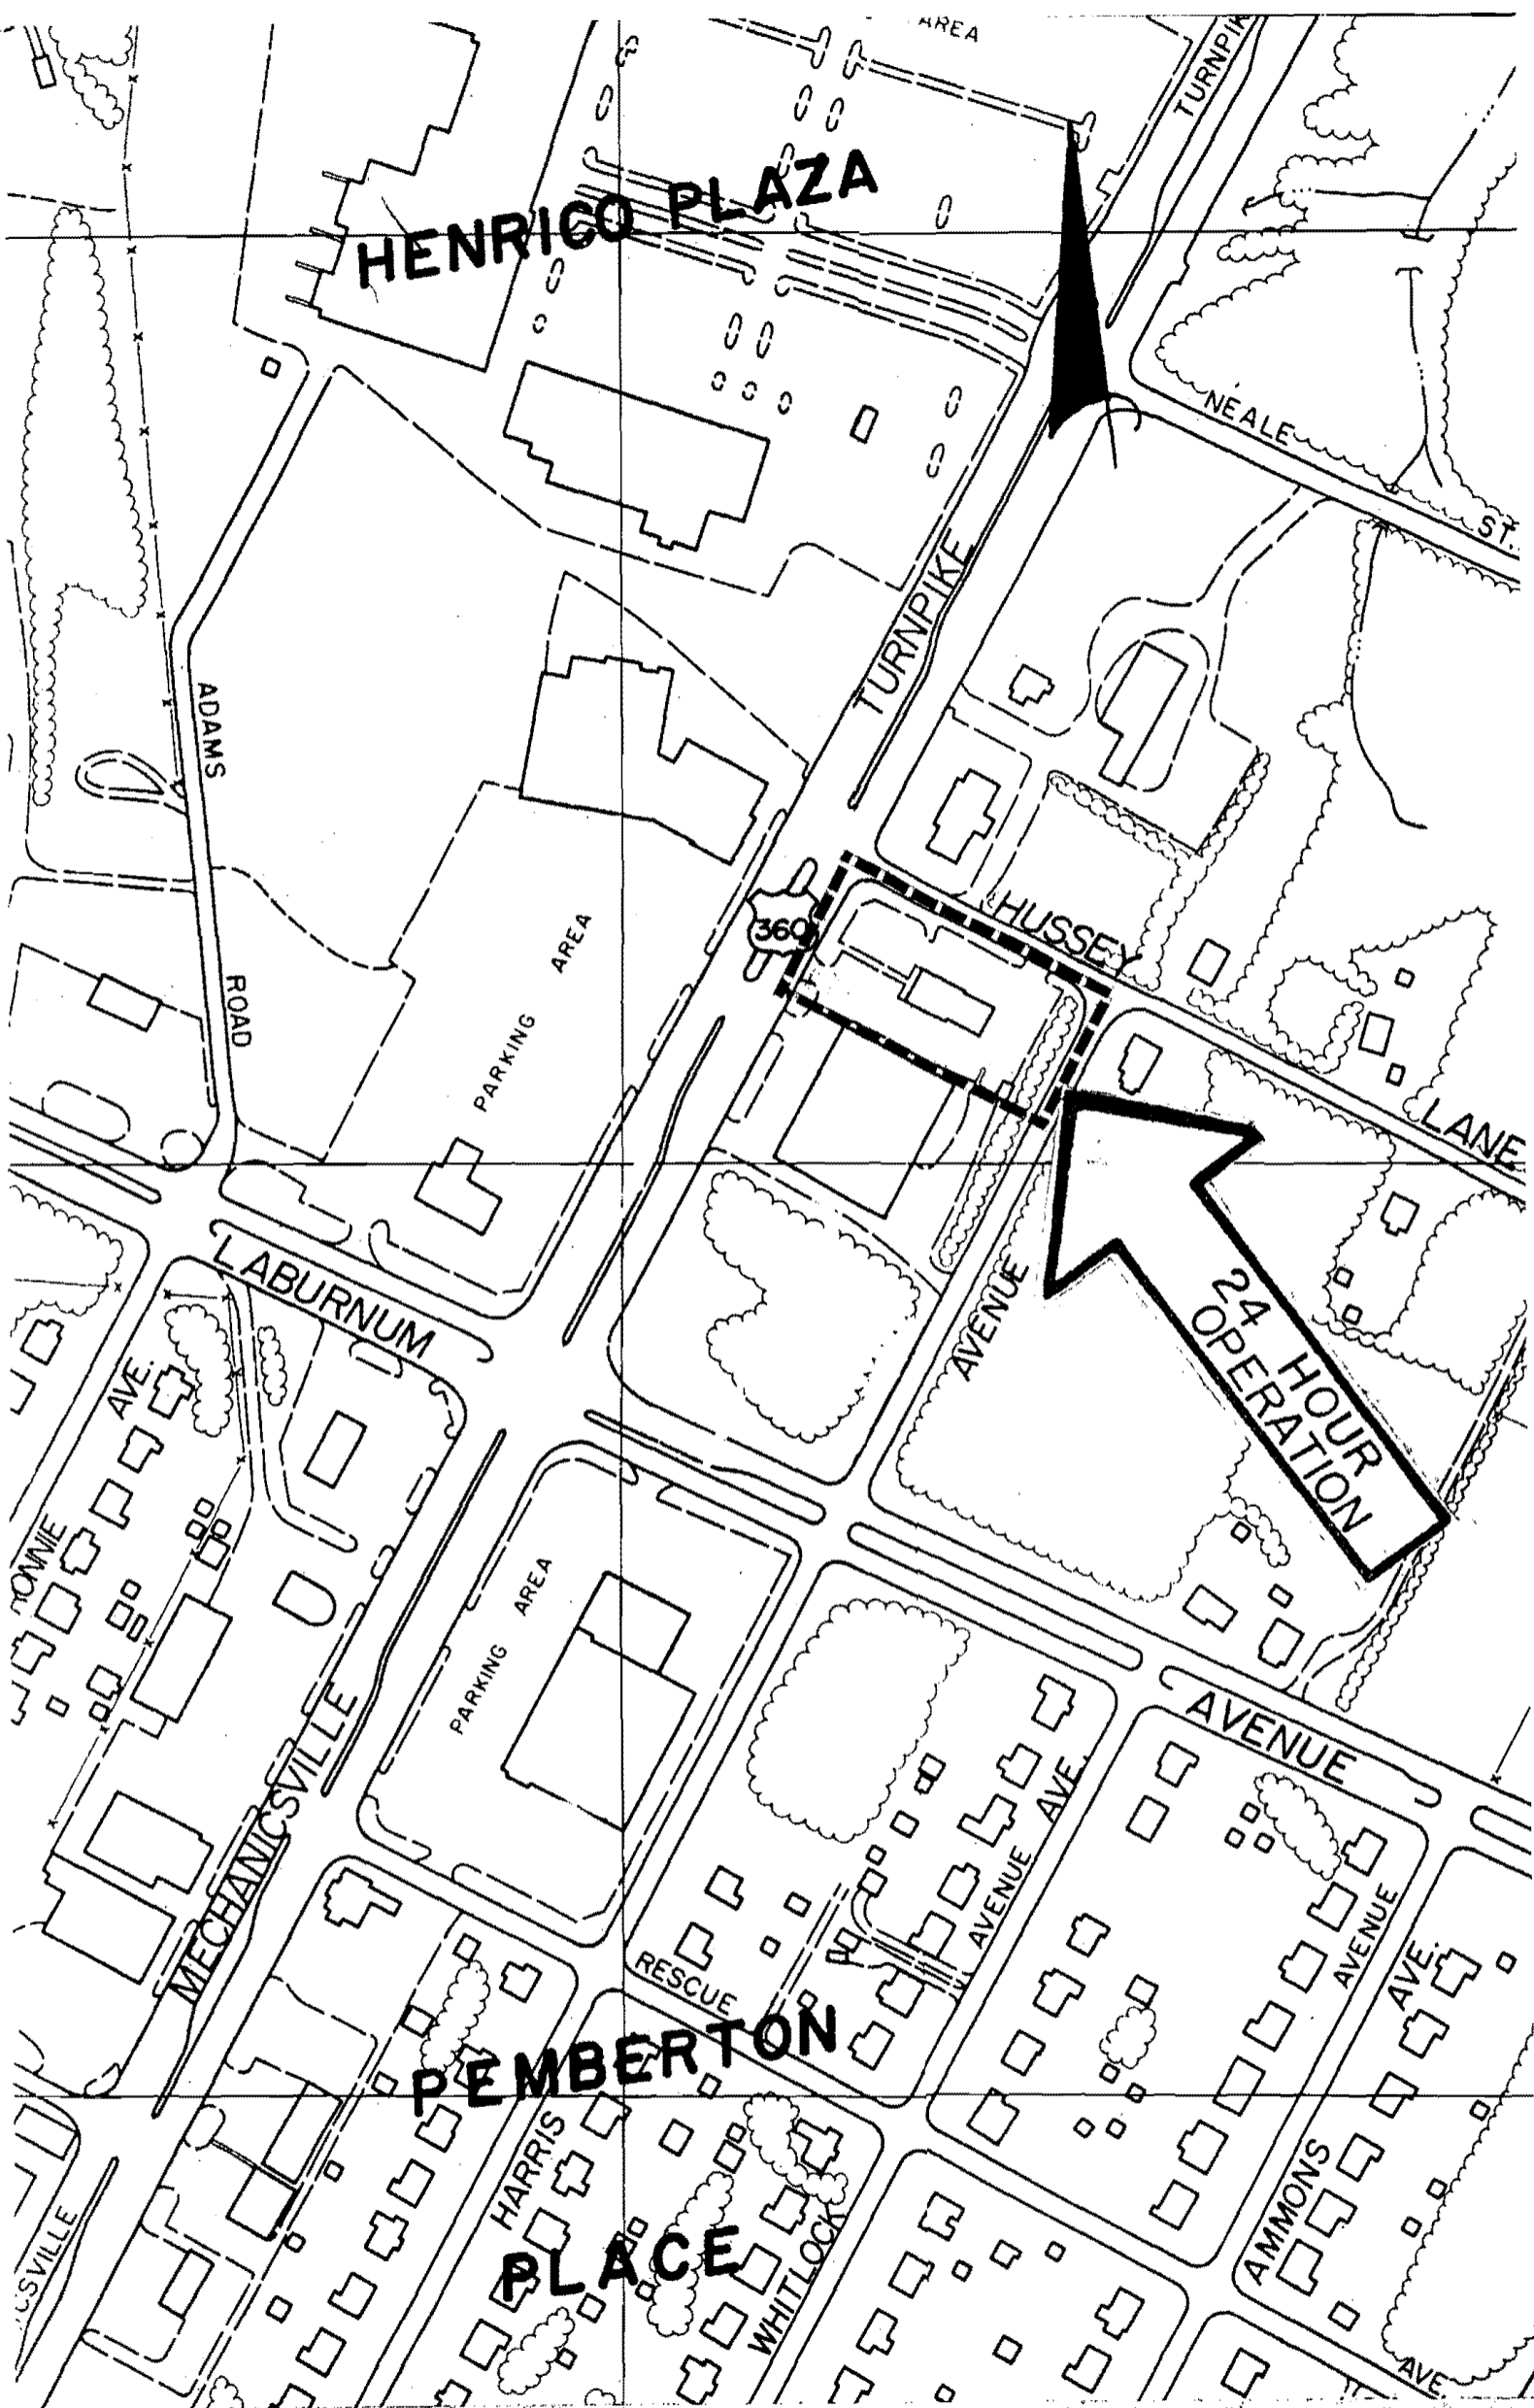 AREA
TURNPIKE
HENRICO PLAZA
NEALE ST.
TURNPIKE
ADAMS
ROAD
PARKING AREA
360
HUSSEY
LANE
LABURNUM
AVENUE
24 HOUR
OPERATION
AVE.
PARKING AREA
AVENUE
MECHANICSVILLE
AVE.
AVENUE
AVENUE
AVE.
RESCUE
PEMBERTON
PLACE
HARRIS
WHITLOCK
AMMONS
AVE.